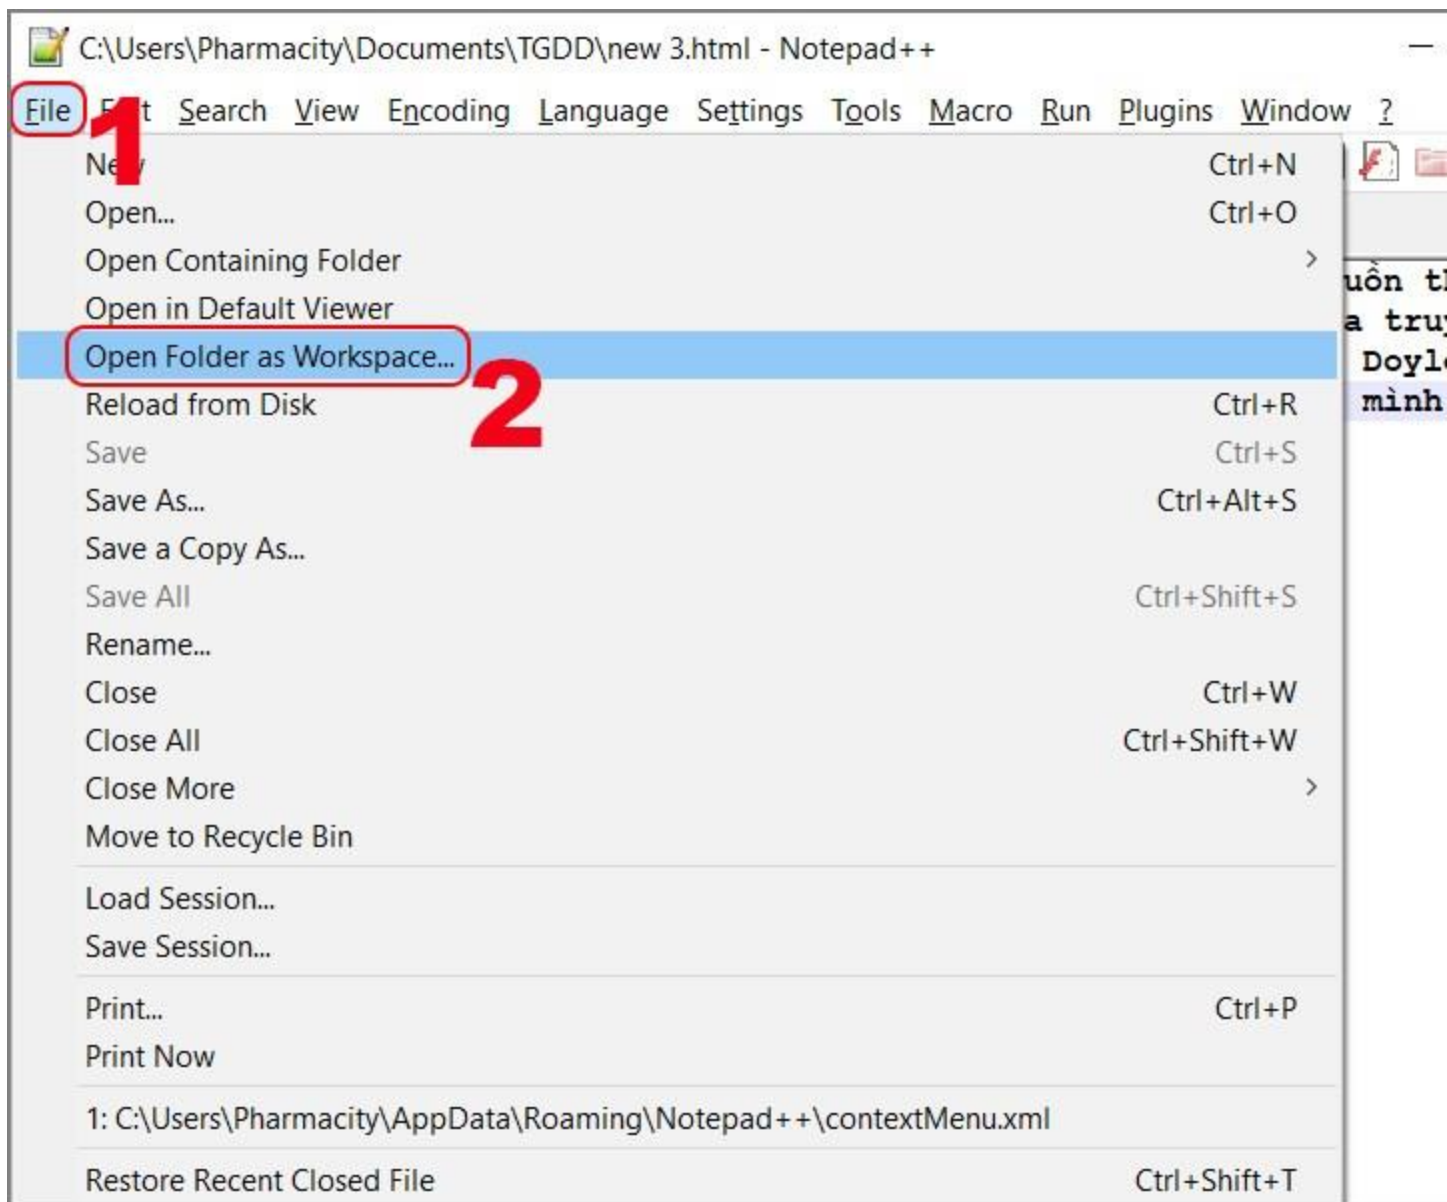 C:\Users\Pharmacity\Documents\TGDD\new 3.html - Notepad++
File Search View Encoding Language Settings Tools Macro Run Plugins Window ?
1
New Ctrl+N
Open... Ctrl+O
Open Containing Folder
Open in Default Viewer
Open Folder as Workspace...
2
Reload from Disk Ctrl+R
Save Ctrl+S
Save As... Ctrl+Alt+S
Save a Copy As...
Save All Ctrl+Shift+S
Rename...
Close Ctrl+W
Close All Ctrl+Shift+W
Close More
Move to Recycle Bin
Load Session...
Save Session...
Print... Ctrl+P
Print Now
1: C:\Users\Pharmacity\AppData\Roaming\Notepad++\contextMenu.xml
Restore Recent Closed File Ctrl+Shift+T
mình